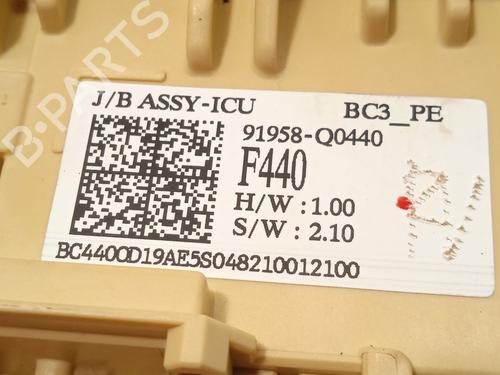 B-PARTS
J/B ASSY-ICU BC3_PE
91958-Q0440
F440
H/W : 1.00
S/W : 2.10
BC4400D19AE5S048210012100